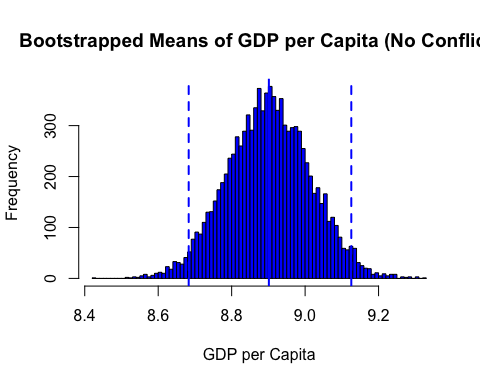 Bootstrapped Means of GDP per Capita (No Conflic
Frequency
300
200
100
0
8.4 8.6 8.8 9.0 9.2
GDP per Capita